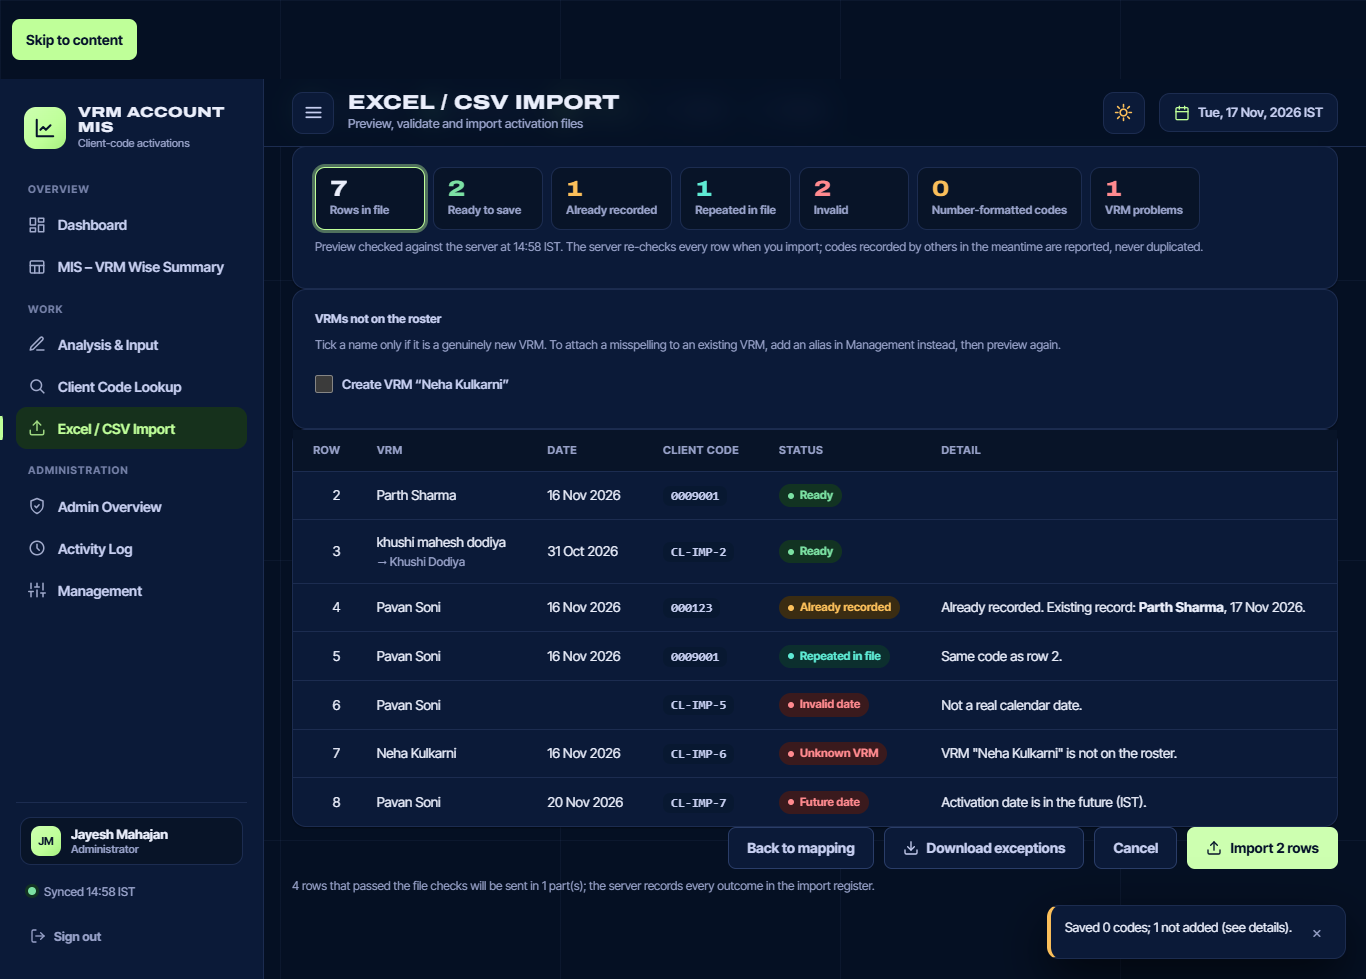 Skip to content
VRM ACCOUNT
MIS
Client-code activations
OVERVIEW
Dashboard
MIS – VRM Wise Summary
WORK
Analysis & Input
Client Code Lookup
Excel / CSV Import
ADMINISTRATION
Admin Overview
Activity Log
Management
JM
Jayesh Mahajan
Administrator
Synced 14:58 IST
Sign out
EXCEL / CSV IMPORT
Preview, validate and import activation files
Tue, 17 Nov, 2026 IST
7
Rows in file
2
Ready to save
1
Already recorded
1
Repeated in file
2
Invalid
0
Number-formatted codes
1
VRM problems
Preview checked against the server at 14:58 IST. The server re-checks every row when you import; codes recorded by others in the meantime are reported, never duplicated.
VRMs not on the roster
Tick a name only if it is a genuinely new VRM. To attach a misspelling to an existing VRM, add an alias in Management instead, then preview again.
Create VRM “Neha Kulkarni”
ROW VRM DATE CLIENT CODE STATUS DETAIL
2 Parth Sharma 16 Nov 2026 0009001 Ready
3 khushi mahesh dodiya 31 Oct 2026 CL-IMP-2 Ready
→ Khushi Dodiya
4 Pavan Soni 16 Nov 2026 000123 Already recorded Already recorded. Existing record: Parth Sharma, 17 Nov 2026.
5 Pavan Soni 16 Nov 2026 0009001 Repeated in file Same code as row 2.
6 Pavan Soni CL-IMP-5 Invalid date Not a real calendar date.
7 Neha Kulkarni 16 Nov 2026 CL-IMP-6 Unknown VRM VRM "Neha Kulkarni" is not on the roster.
8 Pavan Soni 20 Nov 2026 CL-IMP-7 Future date Activation date is in the future (IST).
Back to mapping
Download exceptions
Cancel
Import 2 rows
4 rows that passed the file checks will be sent in 1 part(s); the server records every outcome in the import register.
Saved 0 codes; 1 not added (see details).
×